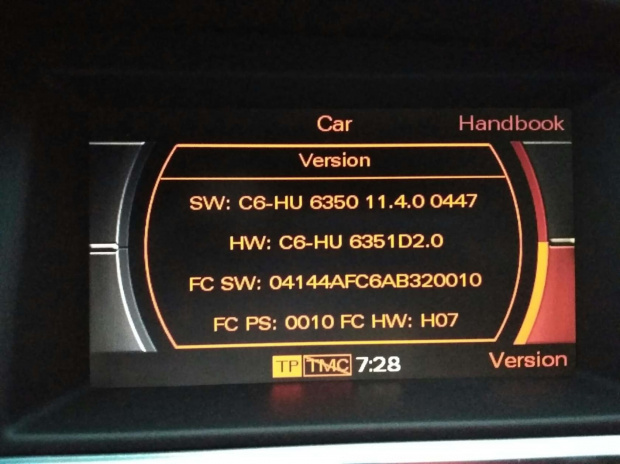 Car
Handbook
Version
SW: C6-HU 6350 11.4.0 0447
HW: C6-HU 6351D2.0
FC SW: 04144AFC6AB320010
FC PS: 0010 FC HW: H07
TP TMC 7:28
Version